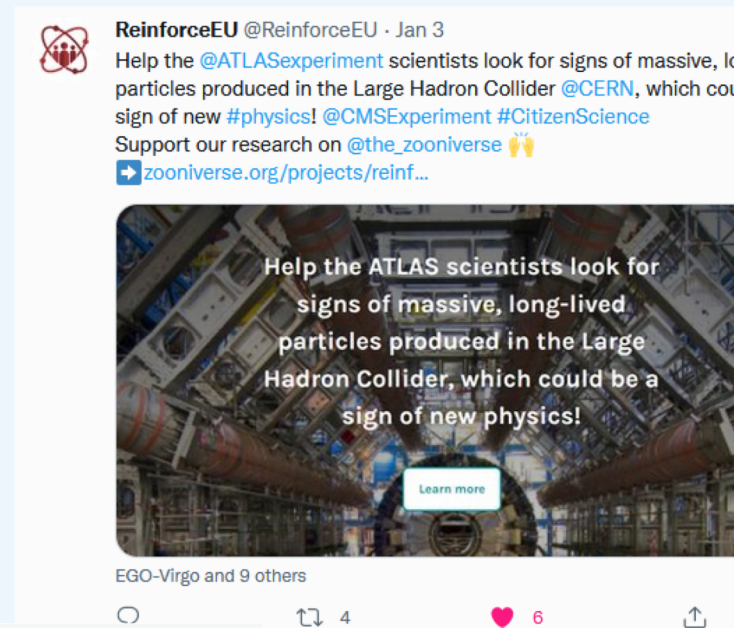 ReinforceEU @ReinforceEU · Jan 3
Help the @ATLASexperiment scientists look for signs of massive, lo
particles produced in the Large Hadron Collider @CERN, which cou
sign of new #physics! @CMSExperiment #CitizenScience
Support our research on @the_zooniverse 🙌
➡️zooniverse.org/projects/reinf...
Help the ATLAS scientists look for
signs of massive, long-lived
particles produced in the Large
Hadron Collider, which could be a
sign of new physics!
Learn more
EGO-Virgo and 9 others
4 6